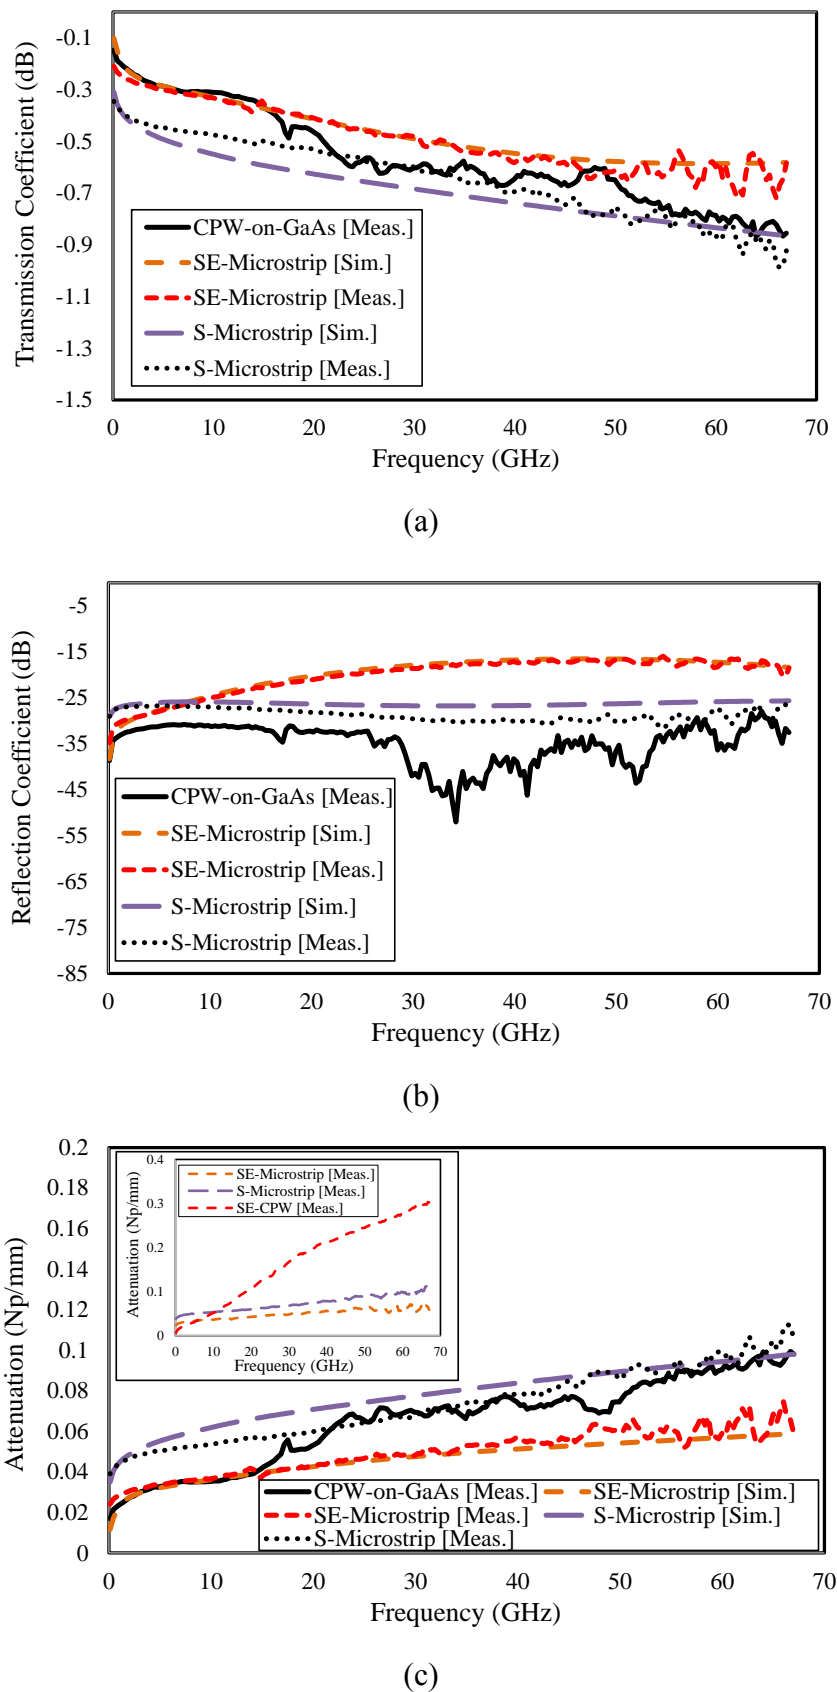 Transmission Coefficient (dB)
-0.1
-0.3
-0.5
-0.7
-0.9
-1.1
-1.3
-1.5
CPW-on-GaAs [Meas.]
SE-Microstrip [Sim.]
SE-Microstrip [Meas.]
S-Microstrip [Sim.]
S-Microstrip [Meas.]
0 10 20 30 40 50 60 70
Frequency (GHz)
(a)
Reflection Coefficient (dB)
-5
-15
-25
-35
-45
-55
-65
-75
-85
CPW-on-GaAs [Meas.]
SE-Microstrip [Sim.]
SE-Microstrip [Meas.]
S-Microstrip [Sim.]
S-Microstrip [Meas.]
0 10 20 30 40 50 60 70
Frequency (GHz)
(b)
Attenuation (Np/mm)
0.2
0.18
0.16
0.14
0.12
0.1
0.08
0.06
0.04
0.02
0
Attenuation (Np/mm)
0.4
0.3
0.2
0.1
0
SE-Microstrip [Meas.]
S-Microstrip [Meas.]
SE-CPW [Meas.]
0 10 20 30 40 50 60 70
Frequency (GHz)
CPW-on-GaAs [Meas.] SE-Microstrip [Sim.]
SE-Microstrip [Meas.] S-Microstrip [Sim.]
S-Microstrip [Meas.]
0 10 20 30 40 50 60 70
Frequency (GHz)
(c)